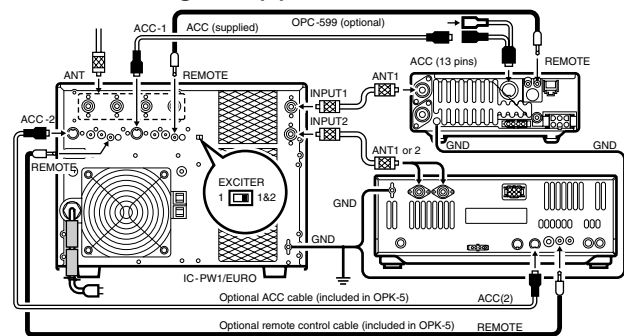 OPC-599 (optional)
ACC-1 ACC (supplied)
ACC (13 pins)
ANT REMOTE ANT1 REMOTE
INPUT1
ACC-2 INPUT2
GND GND
REMOTE
ANT1 or 2
EXCITER
1 1&2
GND
GND
IC-PW1/EURO
Optional ACC cable (included in OPK-5) ACC(2)
Optional remote control cable (included in OPK-5) REMOTE